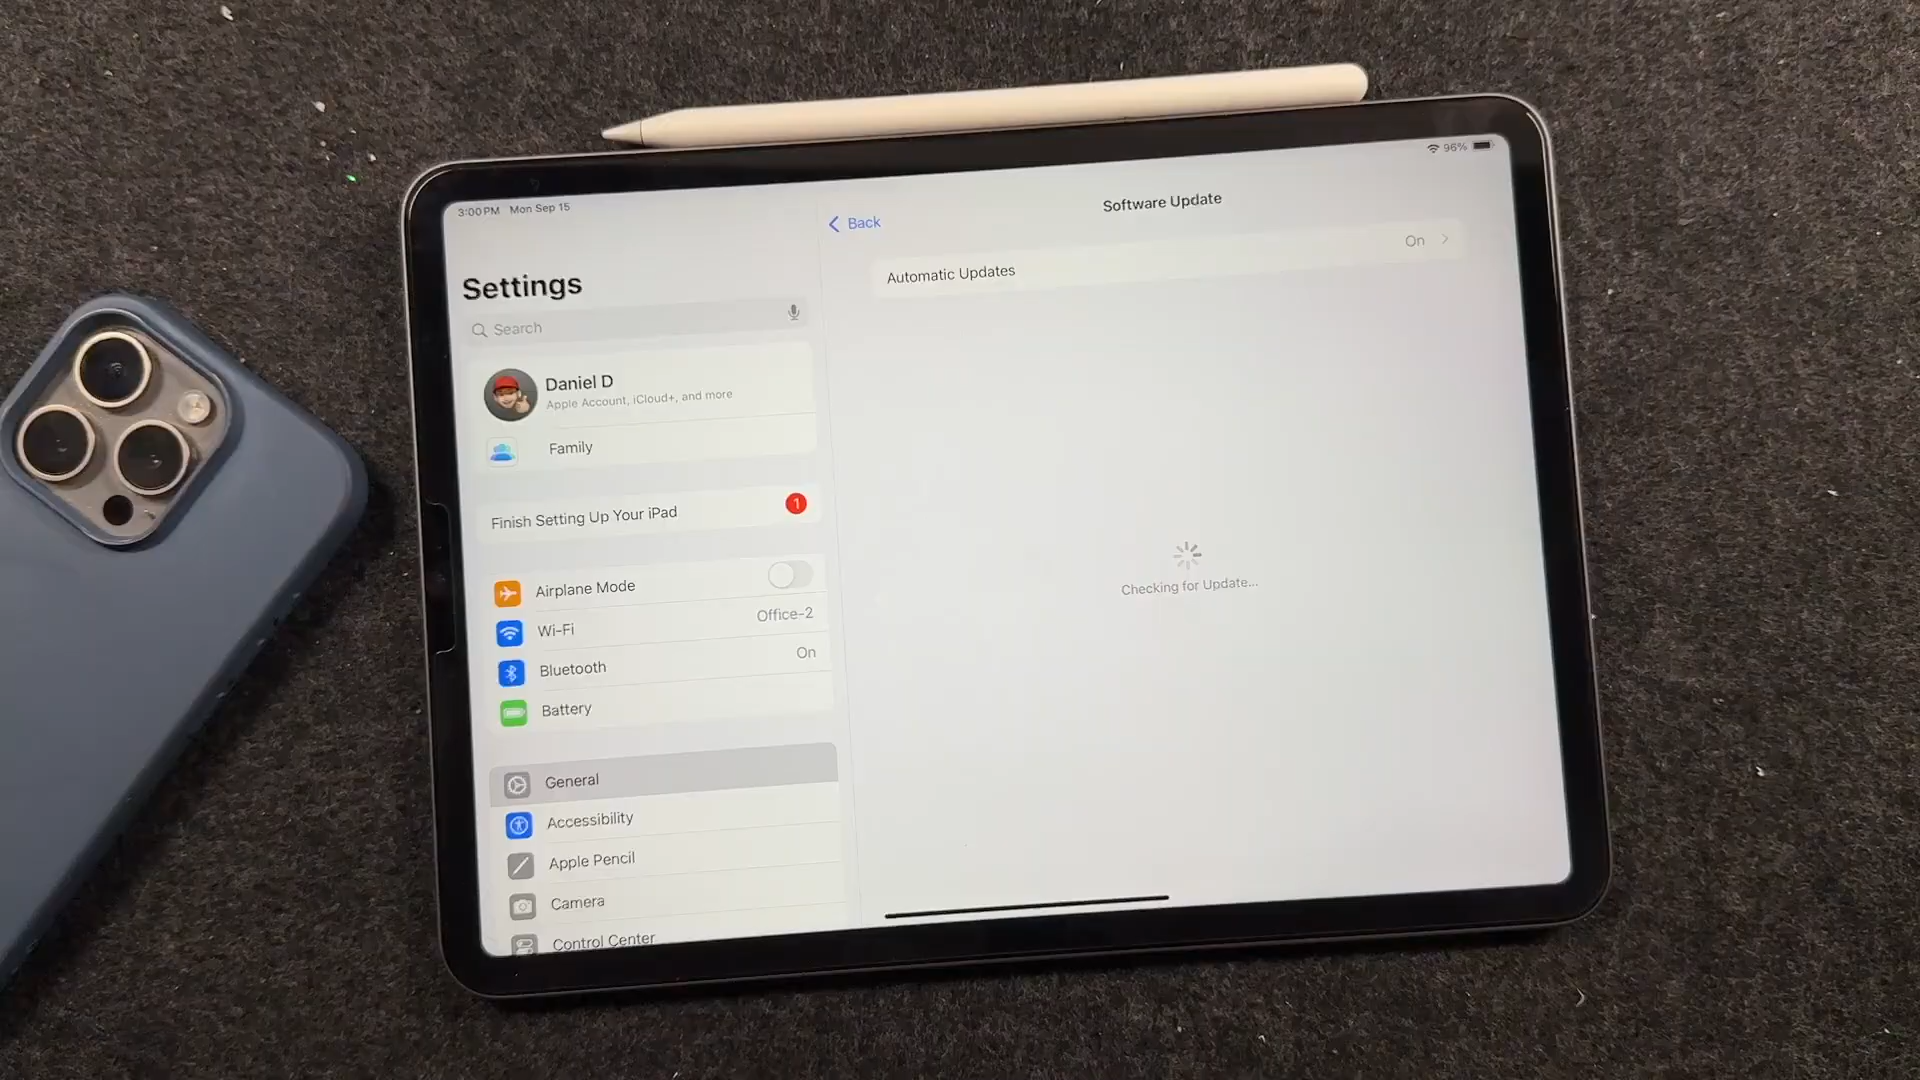 3:00 PM Mon Sep 15
96%
Settings
Search
Daniel D
Apple Account, iCloud+, and more
Family
Finish Setting Up Your iPad
1
Airplane Mode
Wi-Fi
Office-2
Bluetooth
On
Battery
General
Accessibility
Apple Pencil
Camera
Control Center
Back
Software Update
Automatic Updates
On
Checking for Update...